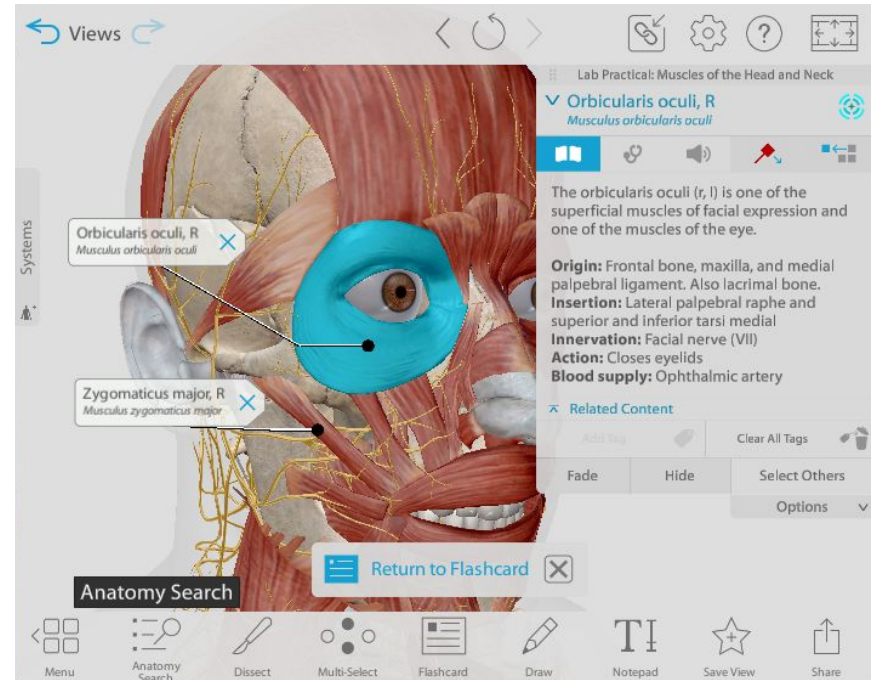 Views
?
Lab Practical: Muscles of the Head and Neck
Orbicularis oculi, R
Musculus orbicularis oculi
The orbicularis oculi (r, l) is one of the
superficial muscles of facial expression and
one of the muscles of the eye.
Origin: Frontal bone, maxilla, and medial
palpebral ligament. Also lacrimal bone.
Insertion: Lateral palpebral raphe and
superior and inferior tarsi medial
Innervation: Facial nerve (VII)
Action: Closes eyelids
Blood supply: Ophthalmic artery
Related Content
Add Tag
Clear All Tags
Fade
Hide
Select Others
Options
Systems
Orbicularis oculi, R
Musculus orbicularis oculi
Zygomaticus major, R
Musculus zygomaticus major
Return to Flashcard
Anatomy Search
Menu
Anatomy
Search
Dissect
Multi-Select
Flashcard
Draw
Notepad
Save View
Share